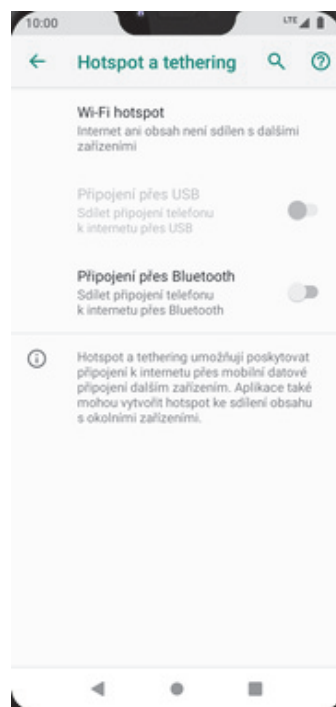 10:00 LTE
Hotspot a tethering
Wi-Fi hotspot
Internet ani obsah není sdílen s dalšími
zařízeními
Připojení přes USB
Sdílet připojení telefonu
k internetu přes USB
Připojení přes Bluetooth
Sdílet připojení telefonu
k internetu přes Bluetooth
Hotspot a tethering umožňují poskytovat
připojení k internetu přes mobilní datové
připojení dalším zařízením. Aplikace také
mohou vytvořit hotspot ke sdílení obsahu
s okolními zařízeními.